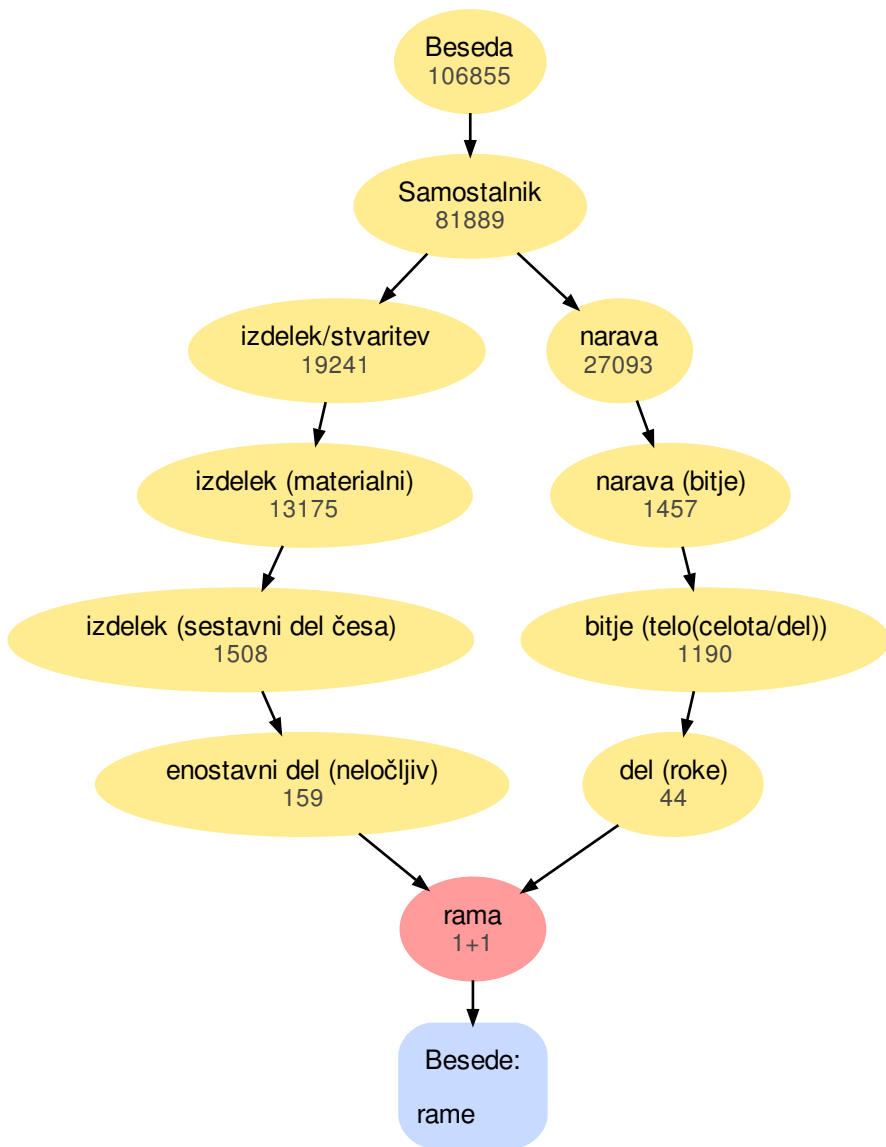 Beseda
106855
Samostalnik
81889
izdelek/stvaritev
19241
narava
27093
izdelek (materialni)
13175
narava (bitje)
1457
izdelek (sestavni del česa)
1508
bitje (telo(celota/del))
1190
enostavni del (neločljiv)
159
del (roke)
44
rama
1+1
Besede:
rame